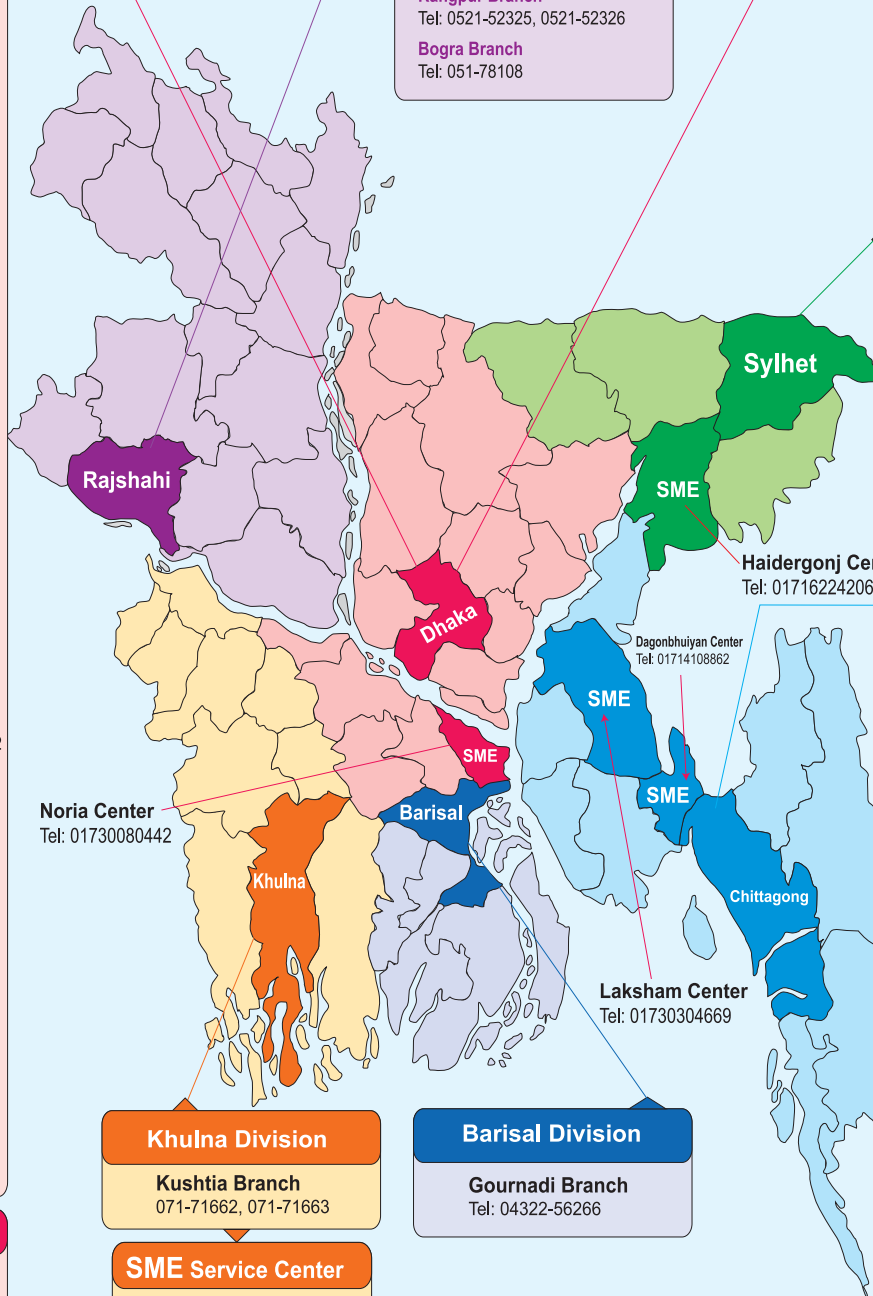 Rangpur Branch
Tel: 0521-52325, 0521-52326
Bogra Branch
Tel: 051-78108
Sylhet
Rajshahi
SME
Haidergonj Cen
Tel: 01716224206
Dhaka
Dagonbhuiyan Center
Tel: 01714108862
SME
SME
SME
Noria Center
Tel: 01730080442
Barisal
Khulna
Chittagong
Laksham Center
Tel: 01730304669
Khulna Division
Kushtia Branch
071-71662, 071-71663
SME Service Center
Barisal Division
Gournadi Branch
Tel: 04322-56266